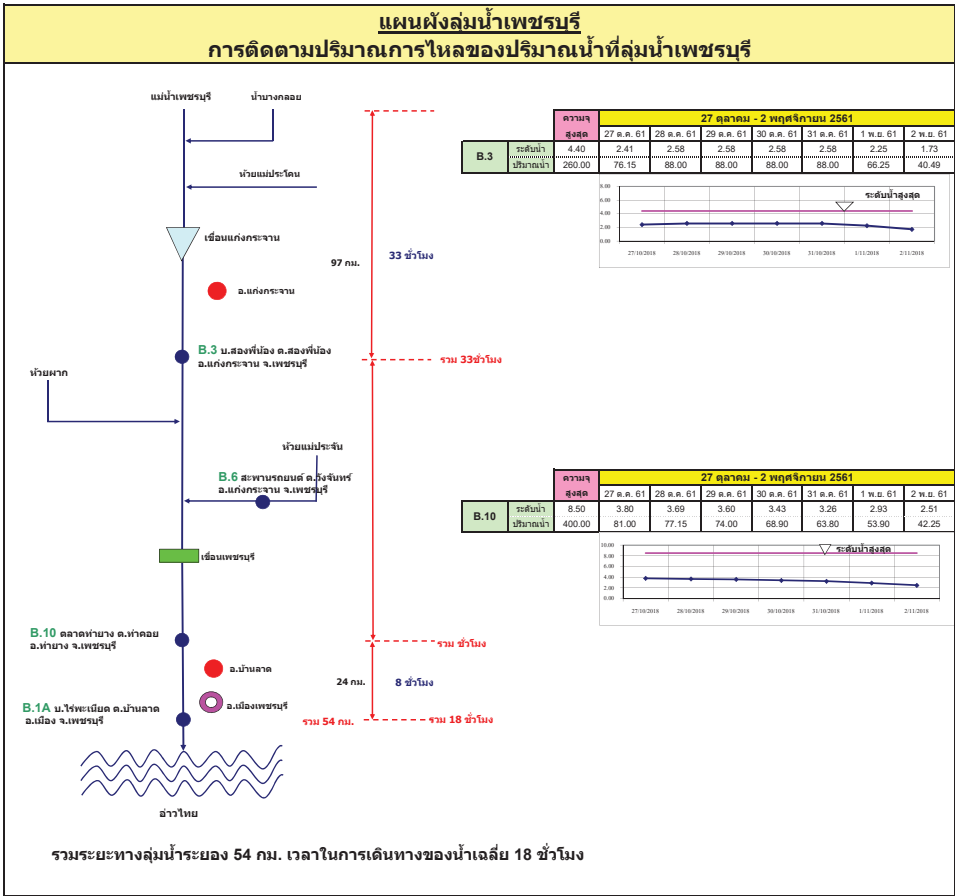 แผนผังลุ่มน้ำเพชรบุรี
การติดตามปริมาณการไหลของปริมาณน้ำที่ลุ่มน้ำเพชรบุรี
แม่น้ำเพชรบุรี น้ำบางกลอย
ห้วยแม่ประโดน
เขื่อนแก่งกระจาน
97 กม. 33 ชั่วโมง
อ.แก่งกระจาน
B.3 บ.สองพี่น้อง ต.สองพี่น้อง
อ.แก่งกระจาน จ.เพชรบุรี
รวม 33ชั่วโมง
ห้วยผาก
ห้วยแม่ประจัน
B.6 สะพานรถยนต์ ต.วังจันทร์
อ.แก่งกระจาน จ.เพชรบุรี
เขื่อนเพชรบุรี
B.10 ตลาดท่ายาง ต.ท่าคอย
อ.ท่ายาง จ.เพชรบุรี
รวม ชั่วโมง
อ.บ้านลาด
24 กม. 8 ชั่วโมง
อ.เมืองเพชรบุรี
B.1A บ.ไร่พะเนียด ต.บ้านลาด
อ.เมือง จ.เพชรบุรี
รวม 54 กม. รวม 18 ชั่วโมง
อ่าวไทย
รวมระยะทางลุ่มน้ำระยอง 54 กม. เวลาในการเดินทางของน้ำเฉลี่ย 18 ชั่วโมง
ความจุ 27 ตุลาคม - 2 พฤศจิกายน 2561
สูงสุด 27 ต.ค. 61 28 ต.ค. 61 29 ต.ค. 61 30 ต.ค. 61 31 ต.ค. 61 1 พ.ย. 61 2 พ.ย. 61
B.3
ระดับน้ำ 4.40 2.41 2.58 2.58 2.58 2.58 2.25 1.73
ปริมาณน้ำ 260.00 76.15 88.00 88.00 88.00 88.00 66.25 40.49
ระดับน้ำสูงสุด
8.00
6.00
4.00
2.00
0.00
27/10/2018 28/10/2018 29/10/2018 30/10/2018 31/10/2018 1/11/2018 2/11/2018
ความจุ 27 ตุลาคม - 2 พฤศจิกายน 2561
สูงสุด 27 ต.ค. 61 28 ต.ค. 61 29 ต.ค. 61 30 ต.ค. 61 31 ต.ค. 61 1 พ.ย. 61 2 พ.ย. 61
B.10
ระดับน้ำ 8.50 3.80 3.69 3.60 3.43 3.26 2.93 2.51
ปริมาณน้ำ 400.00 81.00 77.15 74.00 68.90 63.80 53.90 42.25
ระดับน้ำสูงสุด
10.00
8.00
6.00
4.00
2.00
0.00
27/10/2018 28/10/2018 29/10/2018 30/10/2018 31/10/2018 1/11/2018 2/11/2018